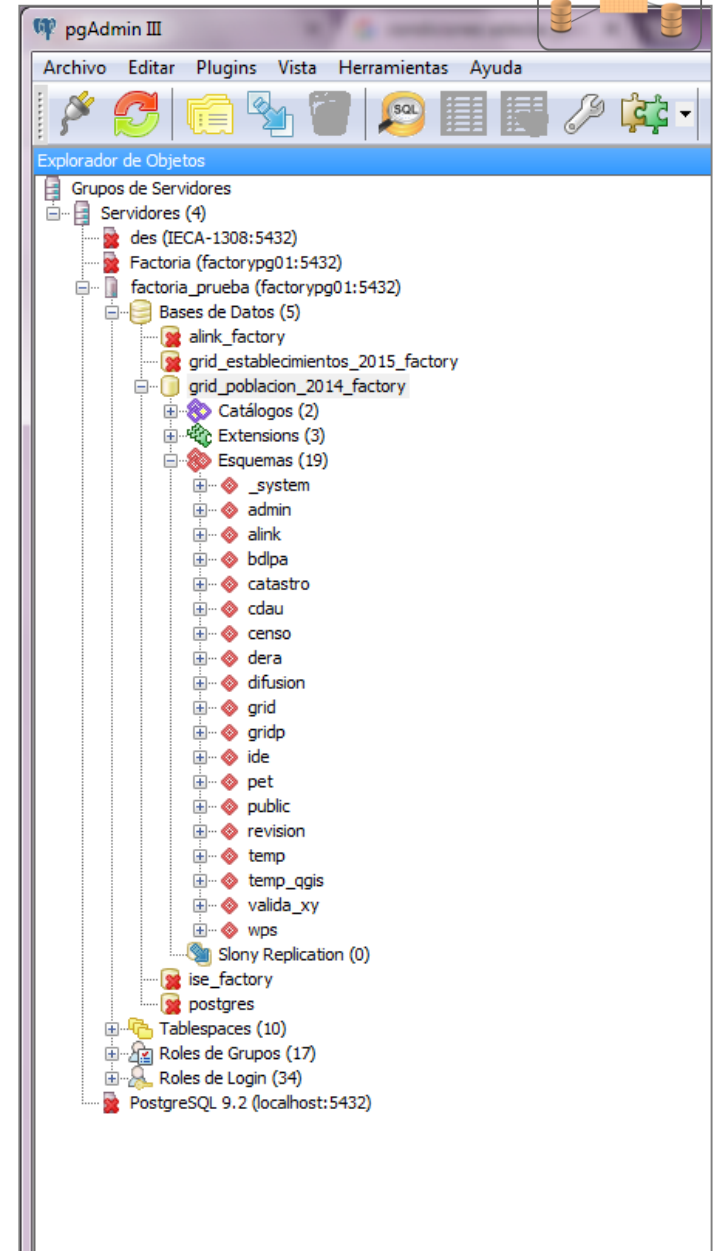 pgAdmin III
Archivo Editar Plugins Vista Herramientas Ayuda
SQL
Explorador de Objetos
Grupos de Servidores
Servidores (4)
des (IECA-1308:5432)
Factoria (factorypg01:5432)
factoria_prueba (factorypg01:5432)
Bases de Datos (5)
alink_factory
grid_establecimientos_2015_factory
grid_poblacion_2014_factory
Catálogos (2)
Extensions (3)
Esquemas (19)
_system
admin
alink
bdlpa
catastro
cdau
censo
dera
difusion
grid
gridp
ide
pet
public
revision
temp
temp_qgis
valida_xy
wps
Slony Replication (0)
ise_factory
postgres
Tablespaces (10)
Roles de Grupos (17)
Roles de Login (34)
PostgreSQL 9.2 (localhost:5432)